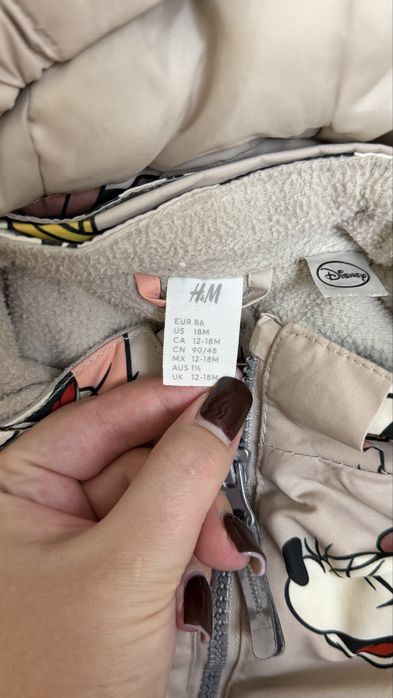 H&M
Disney
EUR 86
US 18M
CA 12-18M
CN 90/48
MX 12-18M
AUS 1½
UK 12-18M